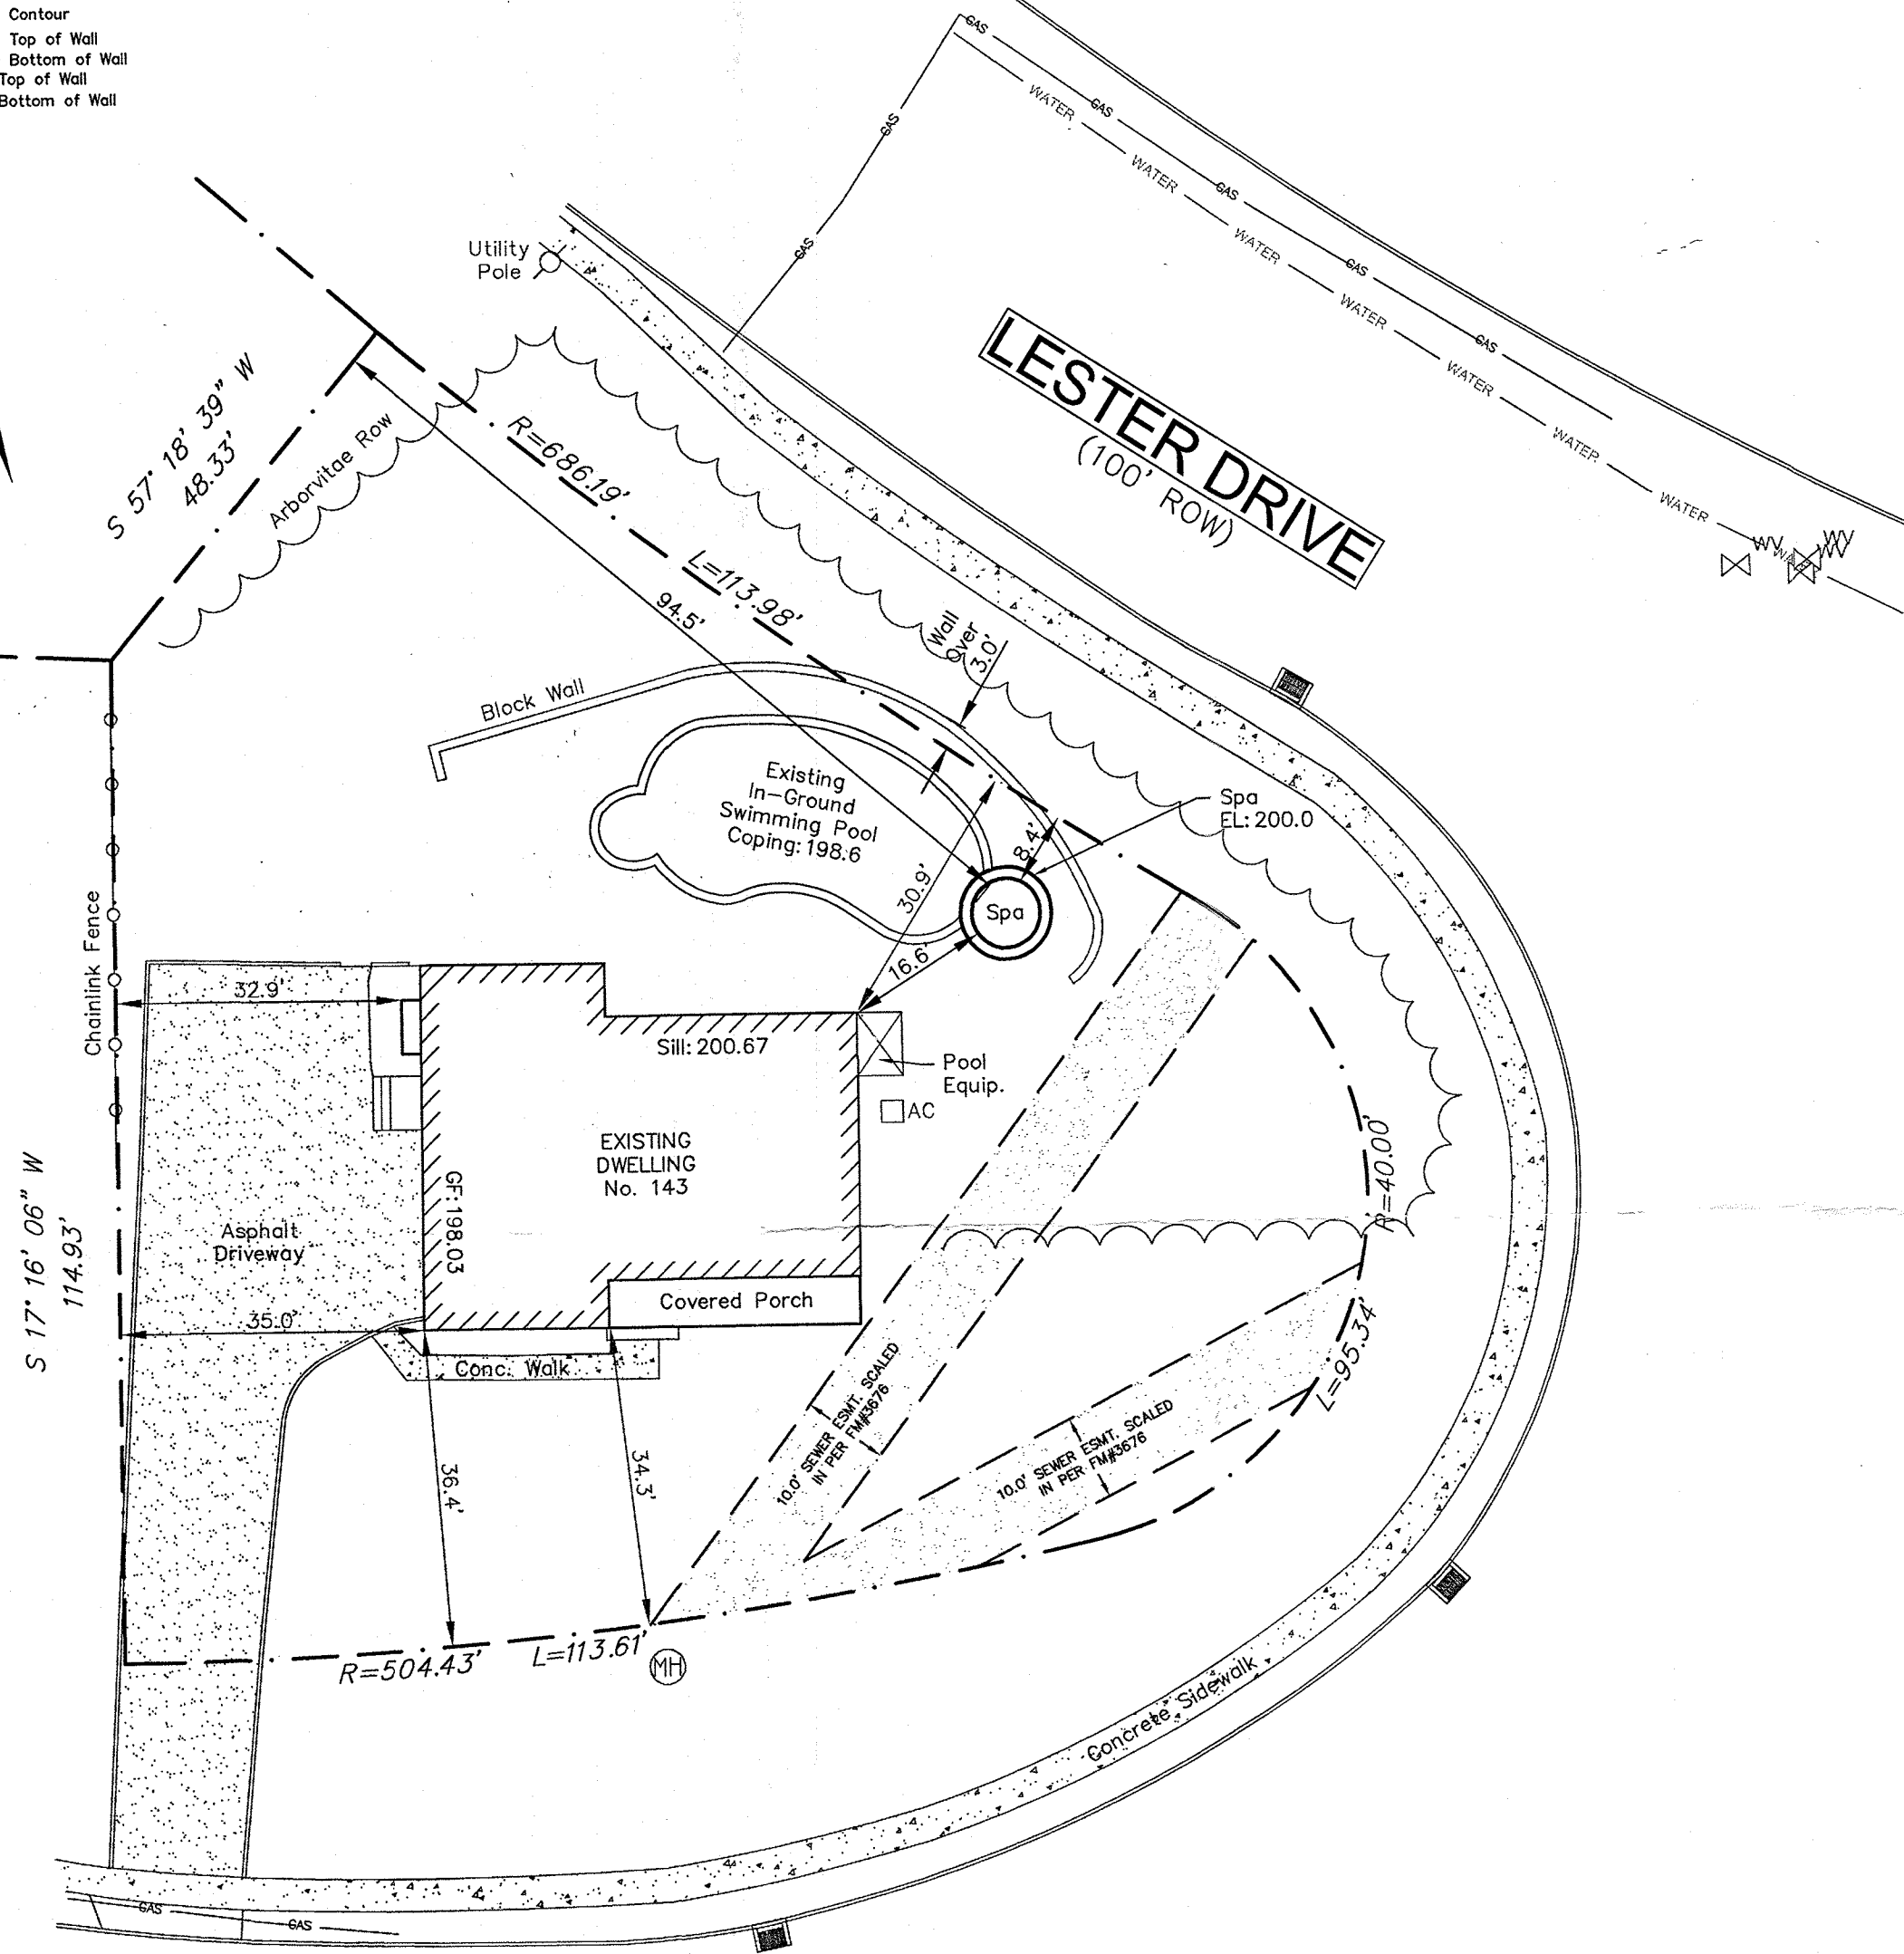 Contour
Top of Wall
Bottom of Wall
Top of Wall
Bottom of Wall
GAS
GAS
GAS
GAS
GAS
GAS
GAS
WATER
WATER
WATER
WATER
WATER
WATER
WATER
WV
WV
Utility
Pole
LESTER DRIVE
(100' ROW)
S 57° 18' 39" W
48.33'
Arborvitae Row
R=686.19'
L=113.98'
94.5'
Wall
Over
3.0'
Block Wall
Existing
In-Ground
Swimming Pool
Coping: 198.6
Spa
EL: 200.0
8.4'
30.9'
Spa
16.6'
Chainlink Fence
32.9'
Sill: 200.67
Pool
Equip.
AC
EXISTING
DWELLING
No. 143
GF: 198.03
S 17° 16' 06" W
114.93'
Asphalt
Driveway
R=40.00'
L=95.34'
Covered Porch
35.0'
Conc. Walk
10.0' SEWER ESMT. SCALED
IN PER FM#3676
10.0' SEWER ESMT. SCALED
IN PER FM#3676
36.4'
34.3'
R=504.43'
L=113.61'
MH
Concrete Sidewalk
GAS
GAS